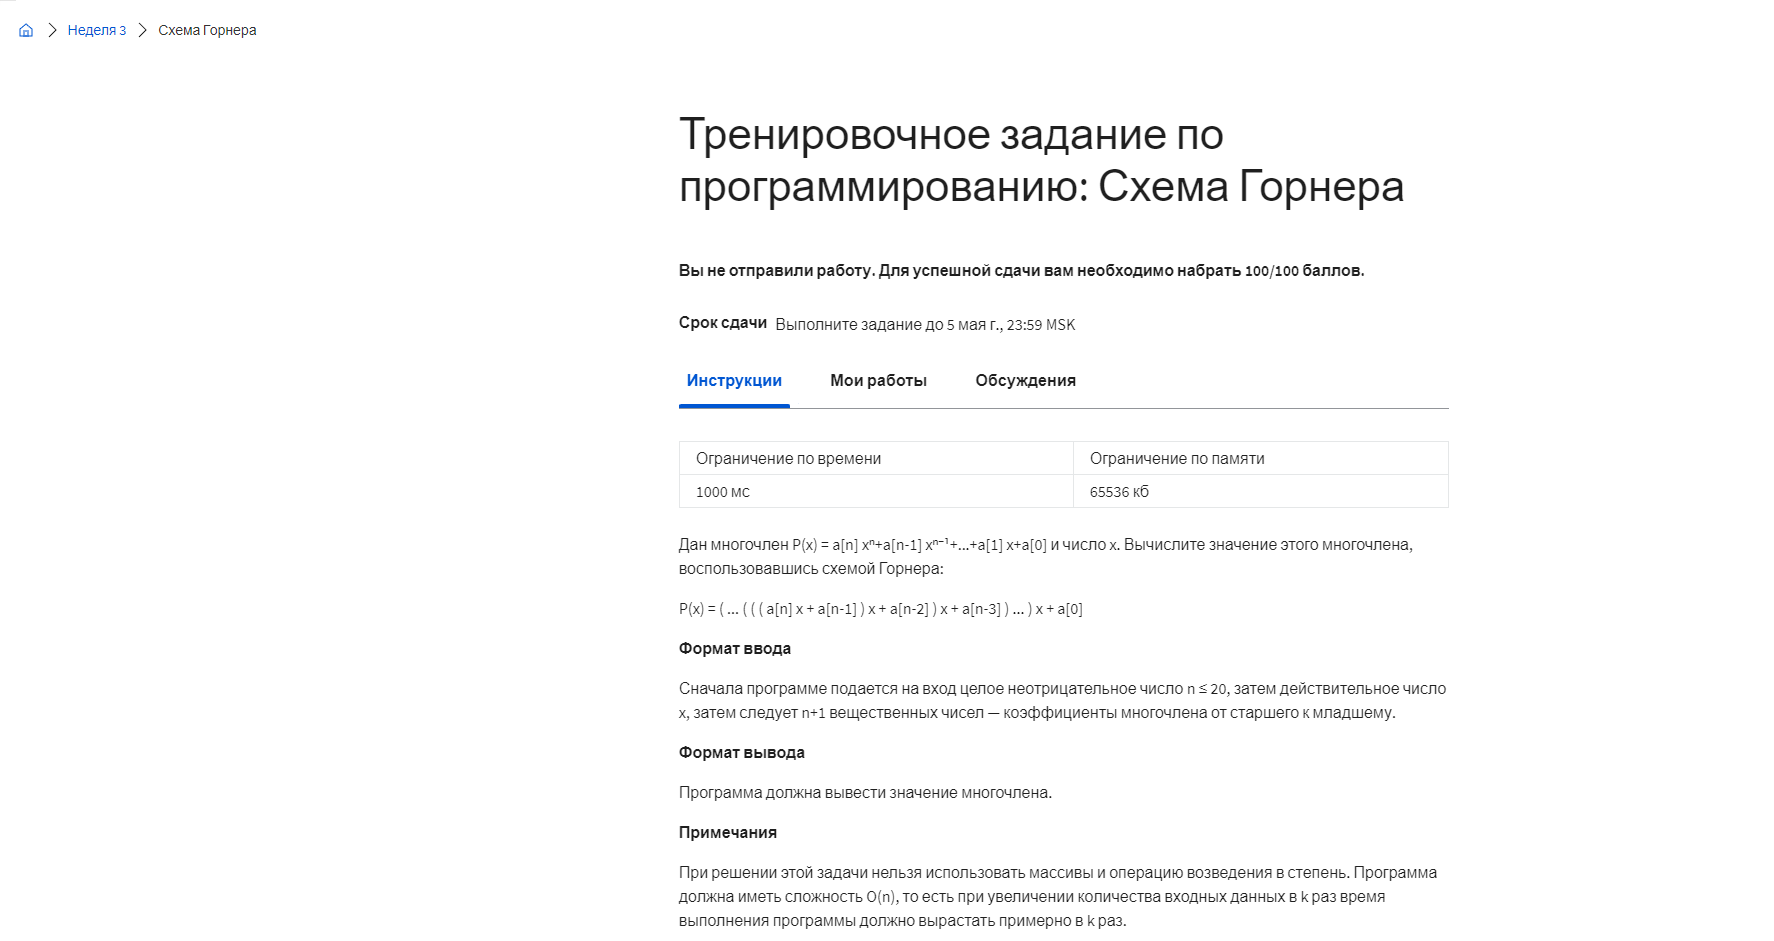 Неделя 3 Схема Горнера
Тренировочное задание по
программированию: Схема Горнера
Вы не отправили работу. Для успешной сдачи вам необходимо набрать 100/100 баллов.
Срок сдачи Выполните задание до 5 мая г., 23:59 MSK
Инструкции Мои работы Обсуждения
Ограничение по времени Ограничение по памяти
1000 мс 65536 кб
Дан многочлен P(x) = a[n] xⁿ+a[n-1] xⁿ⁻¹+...+a[1] x+a[0] и число x. Вычислите значение этого многочлена,
воспользовавшись схемой Горнера:
P(x) = ( ... ( ( ( a[n] x + a[n-1] ) x + a[n-2] ) x + a[n-3] ) ... ) x + a[0]
Формат ввода
Сначала программе подается на вход целое неотрицательное число n ≤ 20, затем действительное число
x, затем следует n+1 вещественных чисел — коэффициенты многочлена от старшего к младшему.
Формат вывода
Программа должна вывести значение многочлена.
Примечания
При решении этой задачи нельзя использовать массивы и операцию возведения в степень. Программа
должна иметь сложность O(n), то есть при увеличении количества входных данных в k раз время
выполнения программы должно вырастать примерно в k раз.